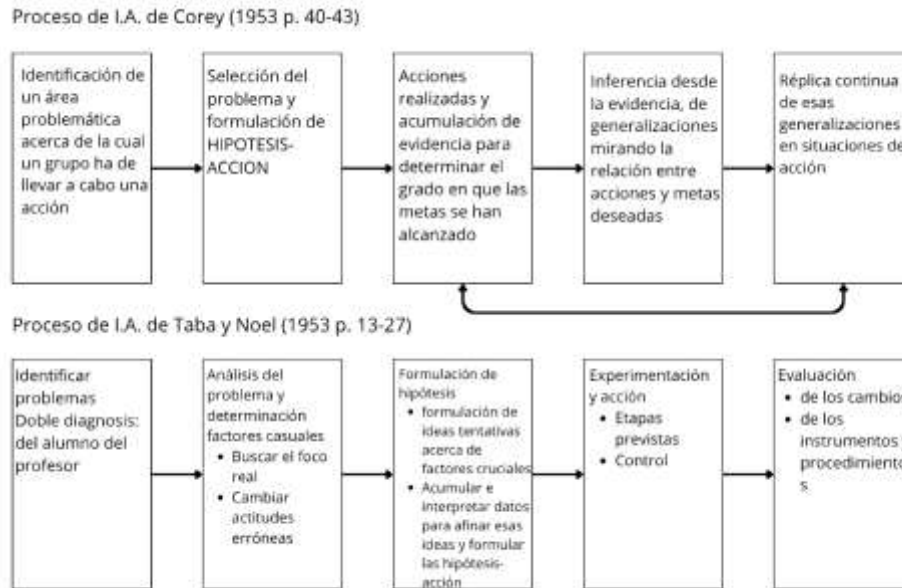 Proceso de I.A. de Corey (1953 p. 40-43)
Identificación de
un área
problemática
acerca de la cual
un grupo ha de
llevar a cabo una
acción
Selección del
problema y
formulación de
HIPOTESIS-
ACCION
Acciones
realizadas y
acumulación de
evidencia para
determinar el
grado en que las
metas se han
alcanzado
Inferencia desde
la evidencia, de
generalizaciones
mirando la
relación entre
acciones y metas
deseadas
Réplica continua
de esas
generalizaciones
en situaciones de
acción
Proceso de I.A. de Taba y Noel (1953 p. 13-27)
Identificar
problemas
Doble diagnosis:
del alumno del
profesor
Análisis del
problema y
determinación
factores casuales
• Buscar el foco
real
• Cambiar
actitudes
erróneas
Formulación de
hipótesis
• formulación de
ideas tentativas
acerca de
factores cruciales
• Acumular e
interpretar datos
para afinar esas
ideas y formular
las hipótesis-
acción
Experimentación
y acción
• Etapas
previstas
• Control
Evaluación
• de los cambios
• de los
instrumentos
procedimiento
s